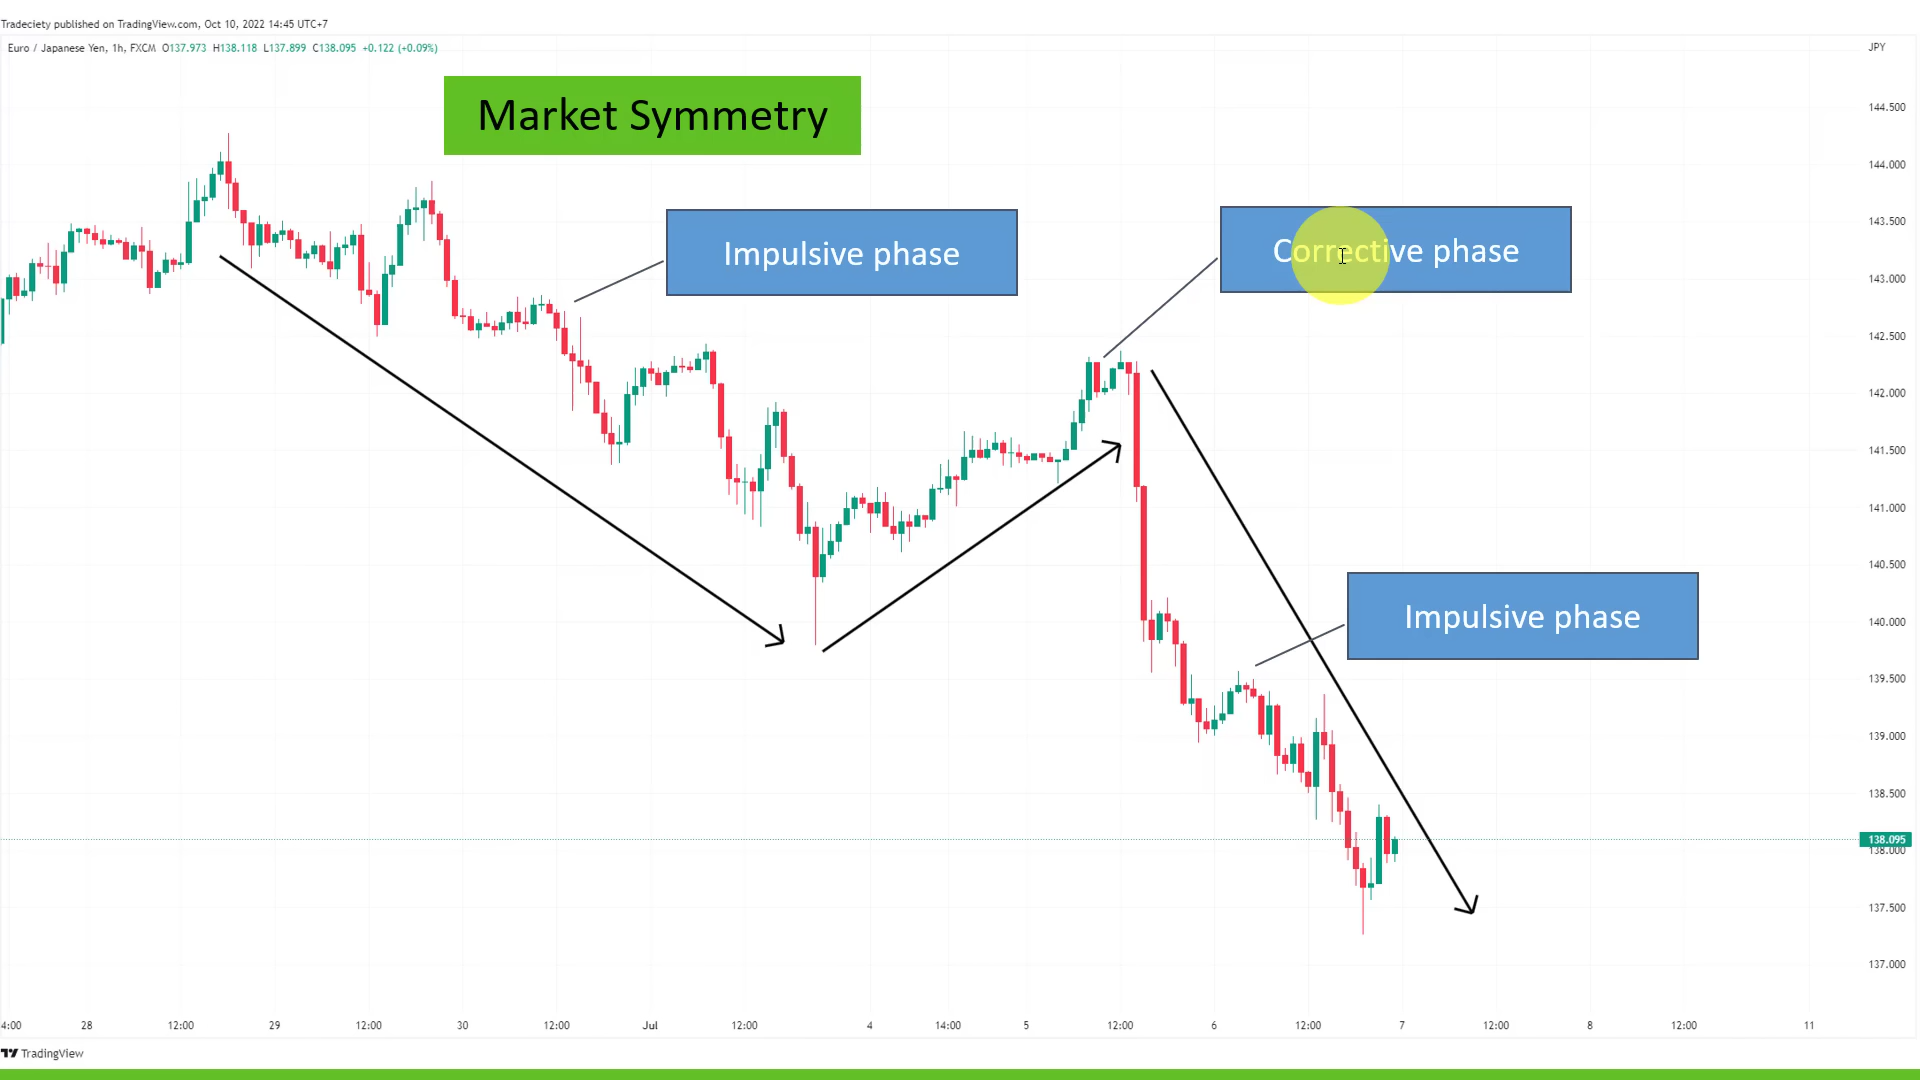 Tradeciety published on TradingView.com, Oct 10, 2022 14:45 UTC+7
Euro / Japanese Yen, 1h, FXCM O137.973 H138.118 L137.899 C138.095 +0.122 (+0.09%)
JPY
Market Symmetry
Impulsive phase
Corrective phase
Impulsive phase
144.500
144.000
143.500
143.000
142.500
142.000
141.500
141.000
140.500
140.000
139.500
139.000
138.500
138.095
138.000
137.500
137.000
4:00 28 12:00 29 12:00 30 12:00 Jul 12:00 4 14:00 5 12:00 6 12:00 7 12:00 8 12:00 11
TradingView